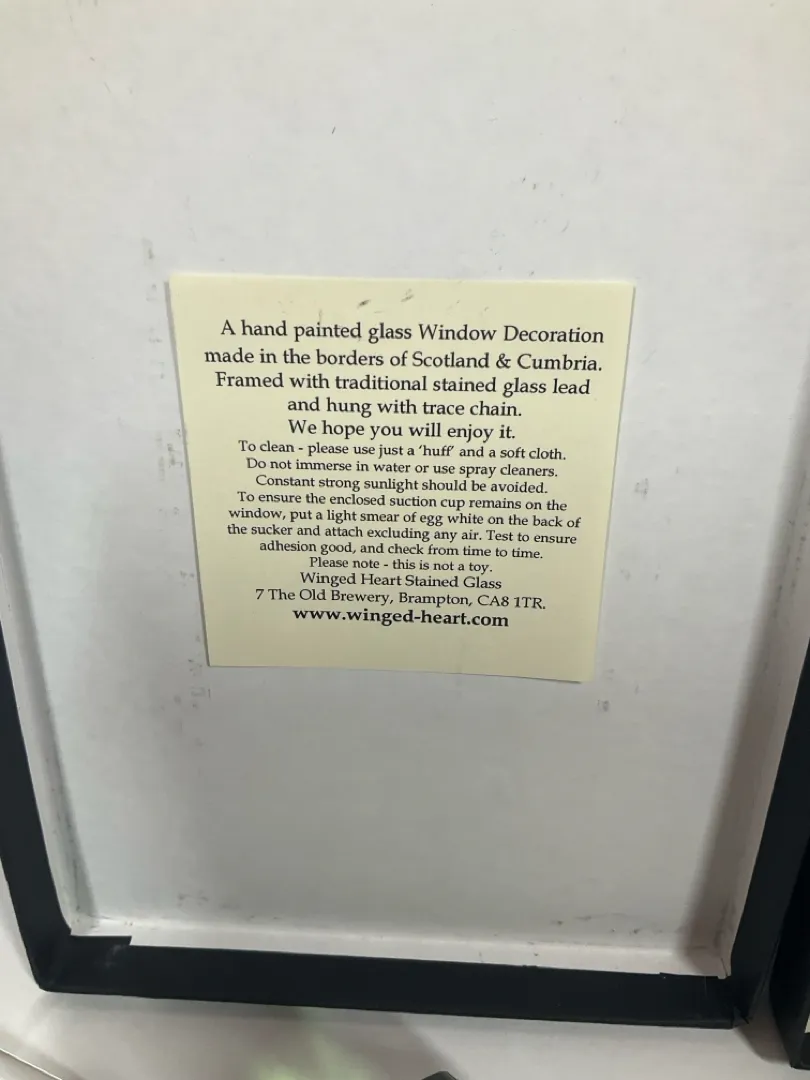 A hand painted glass Window Decoration
made in the borders of Scotland & Cumbria.
Framed with traditional stained glass lead
and hung with trace chain.
We hope you will enjoy it.
To clean - please use just a 'huff' and a soft cloth.
Do not immerse in water or use spray cleaners.
Constant strong sunlight should be avoided.
To ensure the enclosed suction cup remains on the
window, put a light smear of egg white on the back of
the sucker and attach excluding any air. Test to ensure
adhesion good, and check from time to time.
Please note - this is not a toy.
Winged Heart Stained Glass
7 The Old Brewery, Brampton, CA8 1TR.
www.winged-heart.com